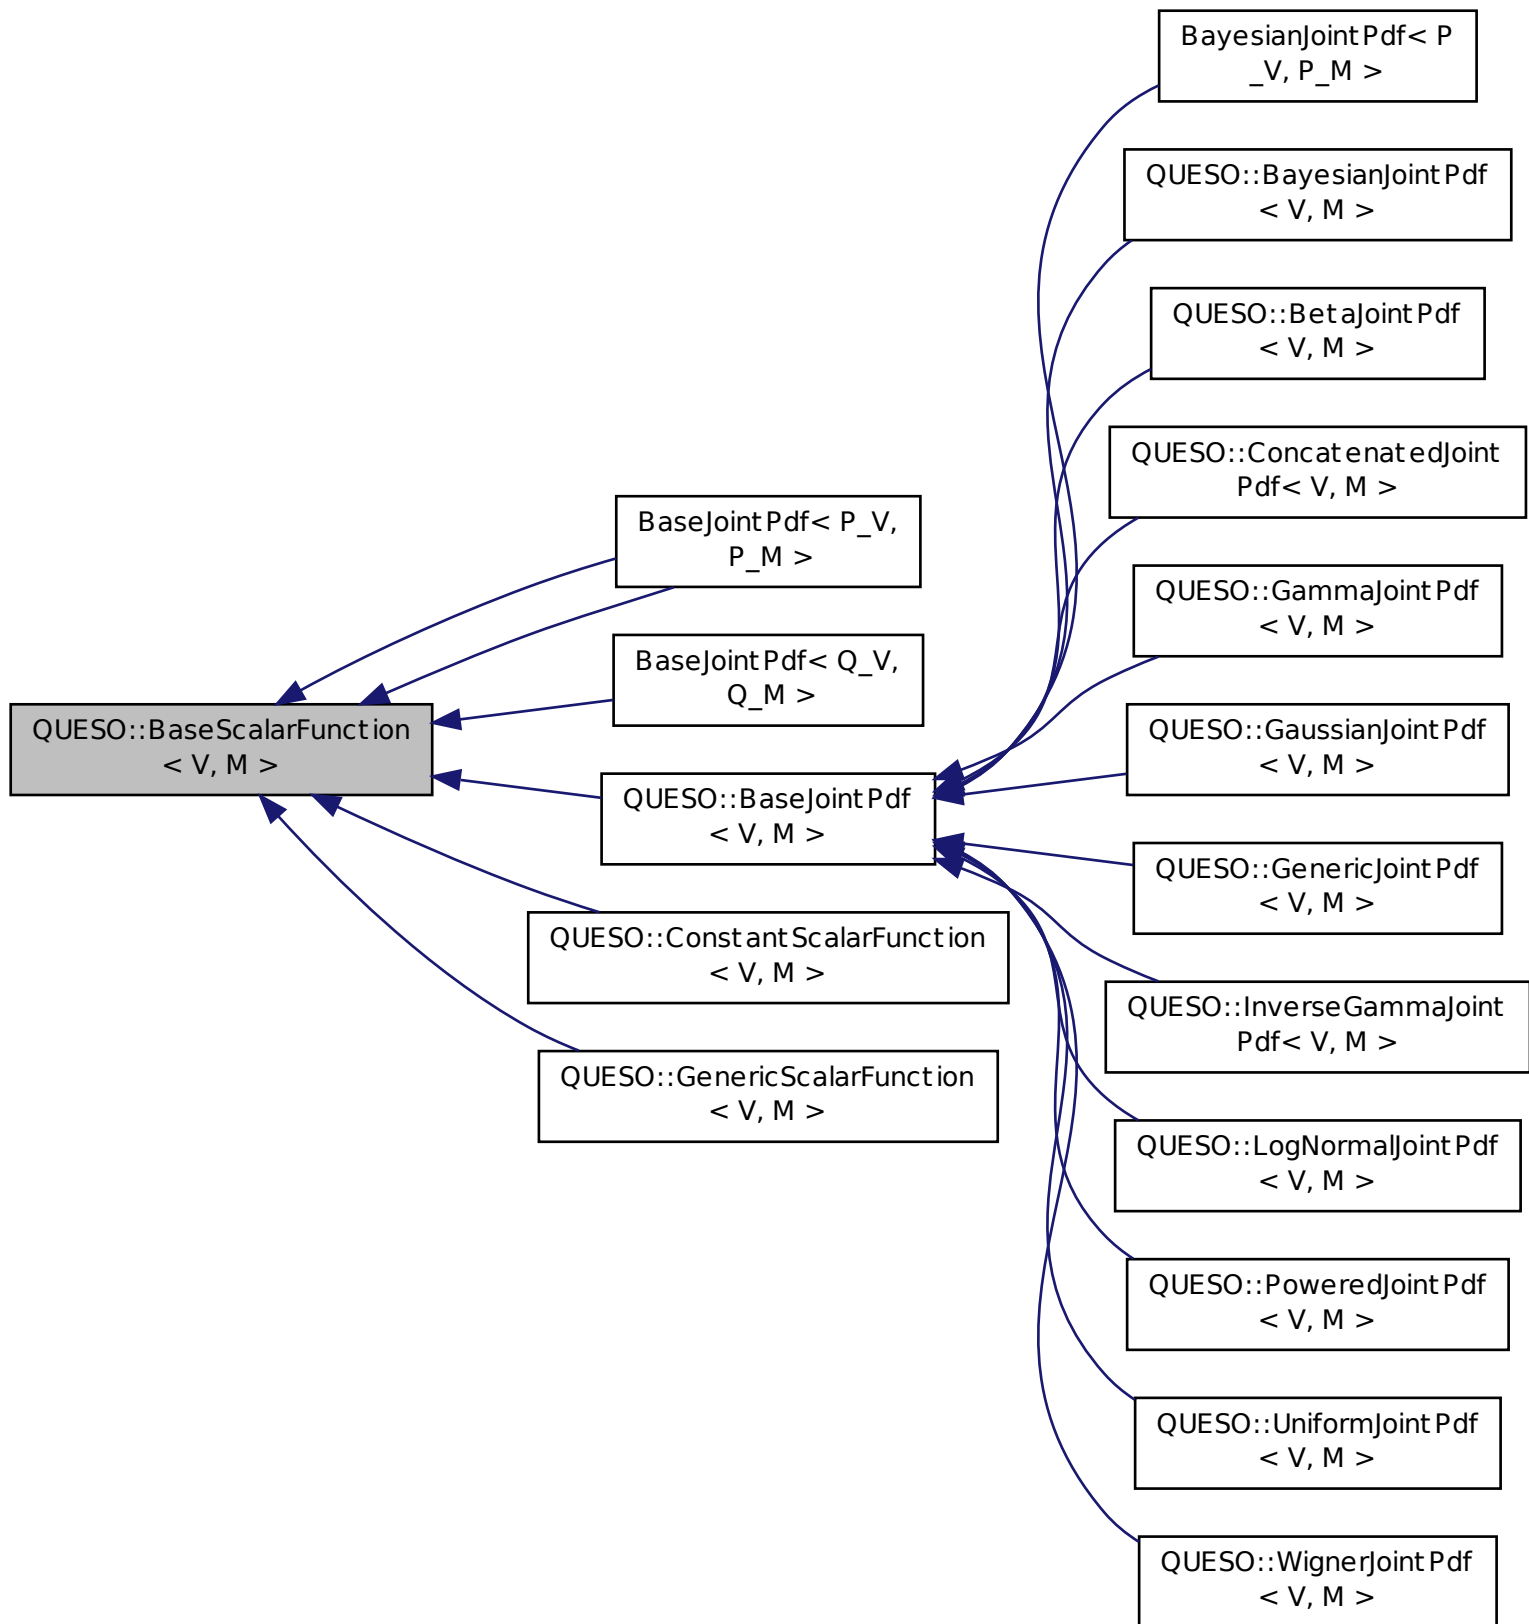 QUESO::BaseScalarFunction
< V, M >
BaseJointPdf< P_V,
P_M >
BaseJointPdf< Q_V,
Q_M >
QUESO::BaseJointPdf
< V, M >
QUESO::ConstantScalarFunction
< V, M >
QUESO::GenericScalarFunction
< V, M >
BayesianJointPdf< P
_V, P_M >
QUESO::BayesianJointPdf
< V, M >
QUESO::BetaJointPdf
< V, M >
QUESO::ConcatenatedJoint
Pdf< V, M >
QUESO::GammaJointPdf
< V, M >
QUESO::GaussianJointPdf
< V, M >
QUESO::GenericJointPdf
< V, M >
QUESO::InverseGammaJoint
Pdf< V, M >
QUESO::LogNormalJointPdf
< V, M >
QUESO::PoweredJointPdf
< V, M >
QUESO::UniformJointPdf
< V, M >
QUESO::WignerJointPdf
< V, M >